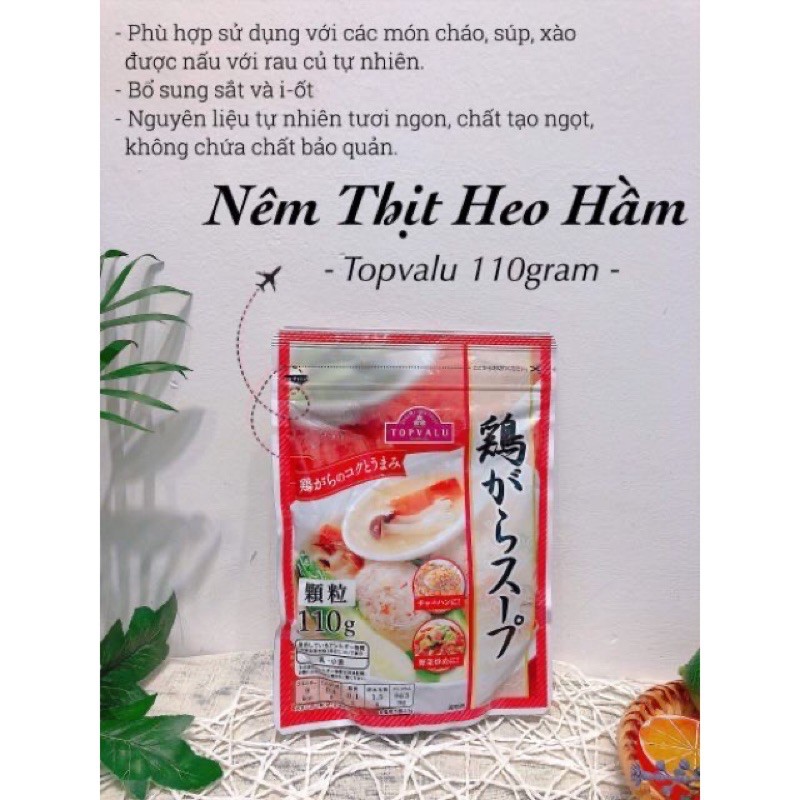 - Phù hợp sử dụng với các món cháo, súp, xào
được nấu với rau củ tự nhiên.
- Bổ sung sắt và i-ốt
- Nguyên liệu tự nhiên tươi ngon, chất tạo ngọt,
không chứa chất bảo quản.
Nêm Thịt Heo Hầm
- Topvalu 110gram -
TOPVALU
鶏がらのコクとうまみ
鶏がらスープ
顆粒
110g
チャーハンに!
野菜炒めに!
乳・小麦